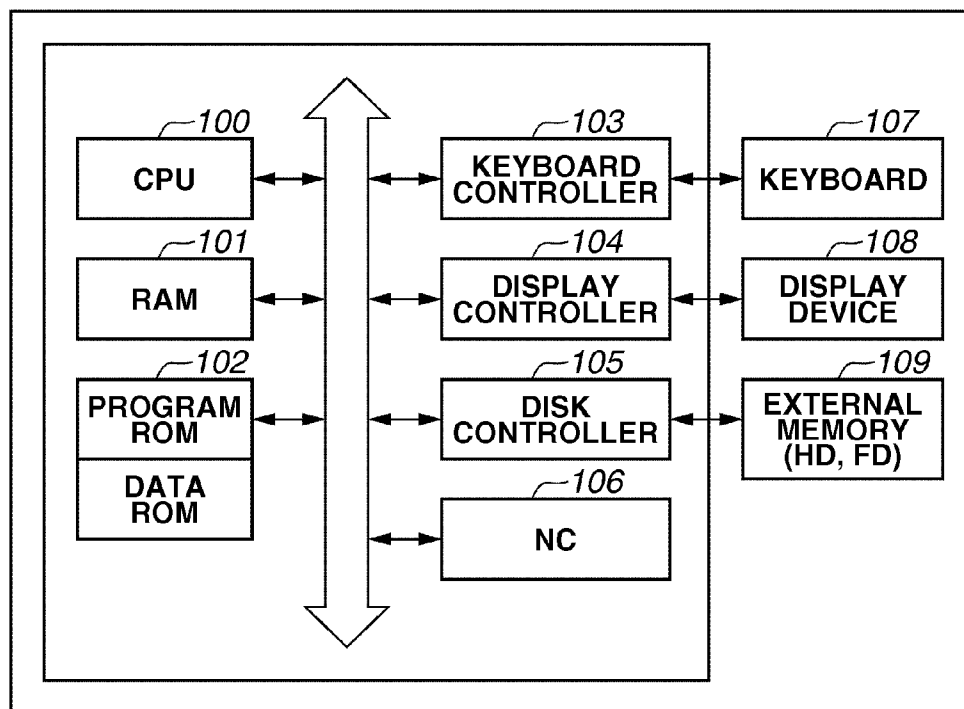 100
CPU
101
RAM
102
PROGRAM
ROM
DATA
ROM
103
KEYBOARD
CONTROLLER
104
DISPLAY
CONTROLLER
105
DISK
CONTROLLER
106
NC
107
KEYBOARD
108
DISPLAY
DEVICE
109
EXTERNAL
MEMORY
(HD, FD)